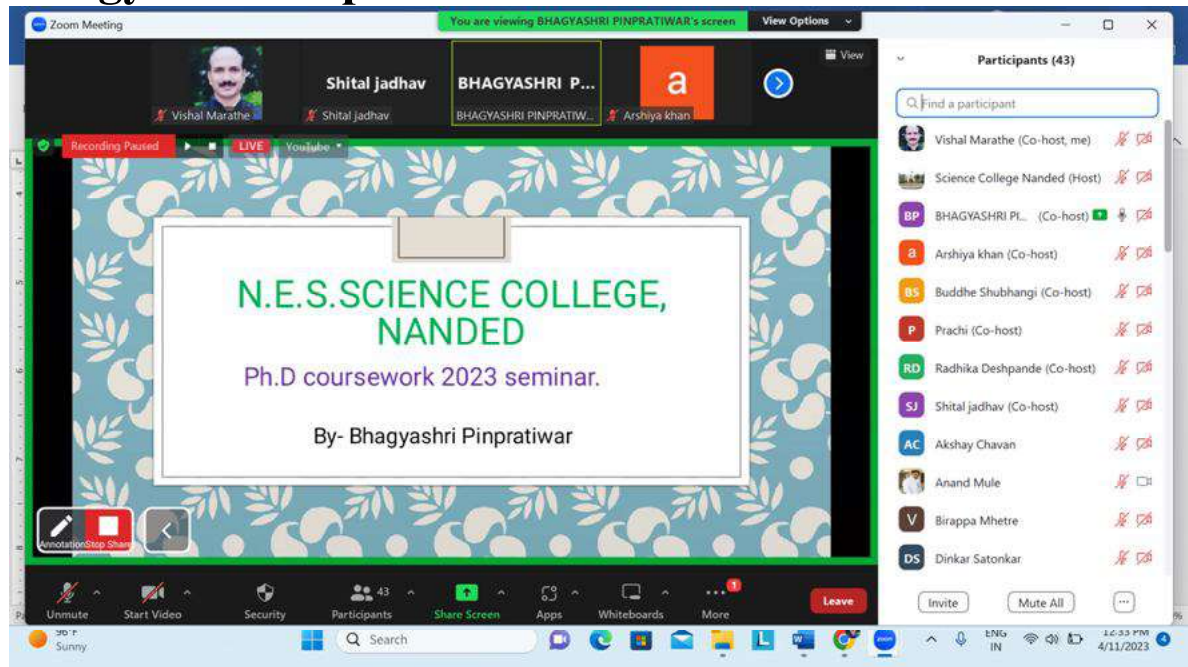 Zoom Meeting
You are viewing BHAGYASHRI PINPRATIWAR's screen
View Options
View
Vishal Marathe
Shital jadhav
Shital jadhav
BHAGYASHRI P...
BHAGYASHRI PINPRATIW...
a
Arshiya khan
Recording Paused
LIVE
YouTube
N.E.S.SCIENCE COLLEGE,
NANDED
Ph.D coursework 2023 seminar.
By- Bhagyashri Pinpratiwar
Annotation
Stop Share
Unmute
Start Video
Security
43
Participants
Share Screen
Apps
Whiteboards
1
More
Leave
Participants (43)
Find a participant
Vishal Marathe (Co-host, me)
Science College Nanded (Host)
BP BHAGYASHRI PI... (Co-host)
a Arshiya khan (Co-host)
BS Buddhe Shubhangi (Co-host)
P Prachi (Co-host)
RD Radhika Deshpande (Co-host)
SJ Shital jadhav (Co-host)
AC Akshay Chavan
Anand Mule
V Birappa Mhetre
DS Dinkar Satonkar
Invite
Mute All
...
Sunny
Search
ENG
IN
12:33 PM
4/11/2023